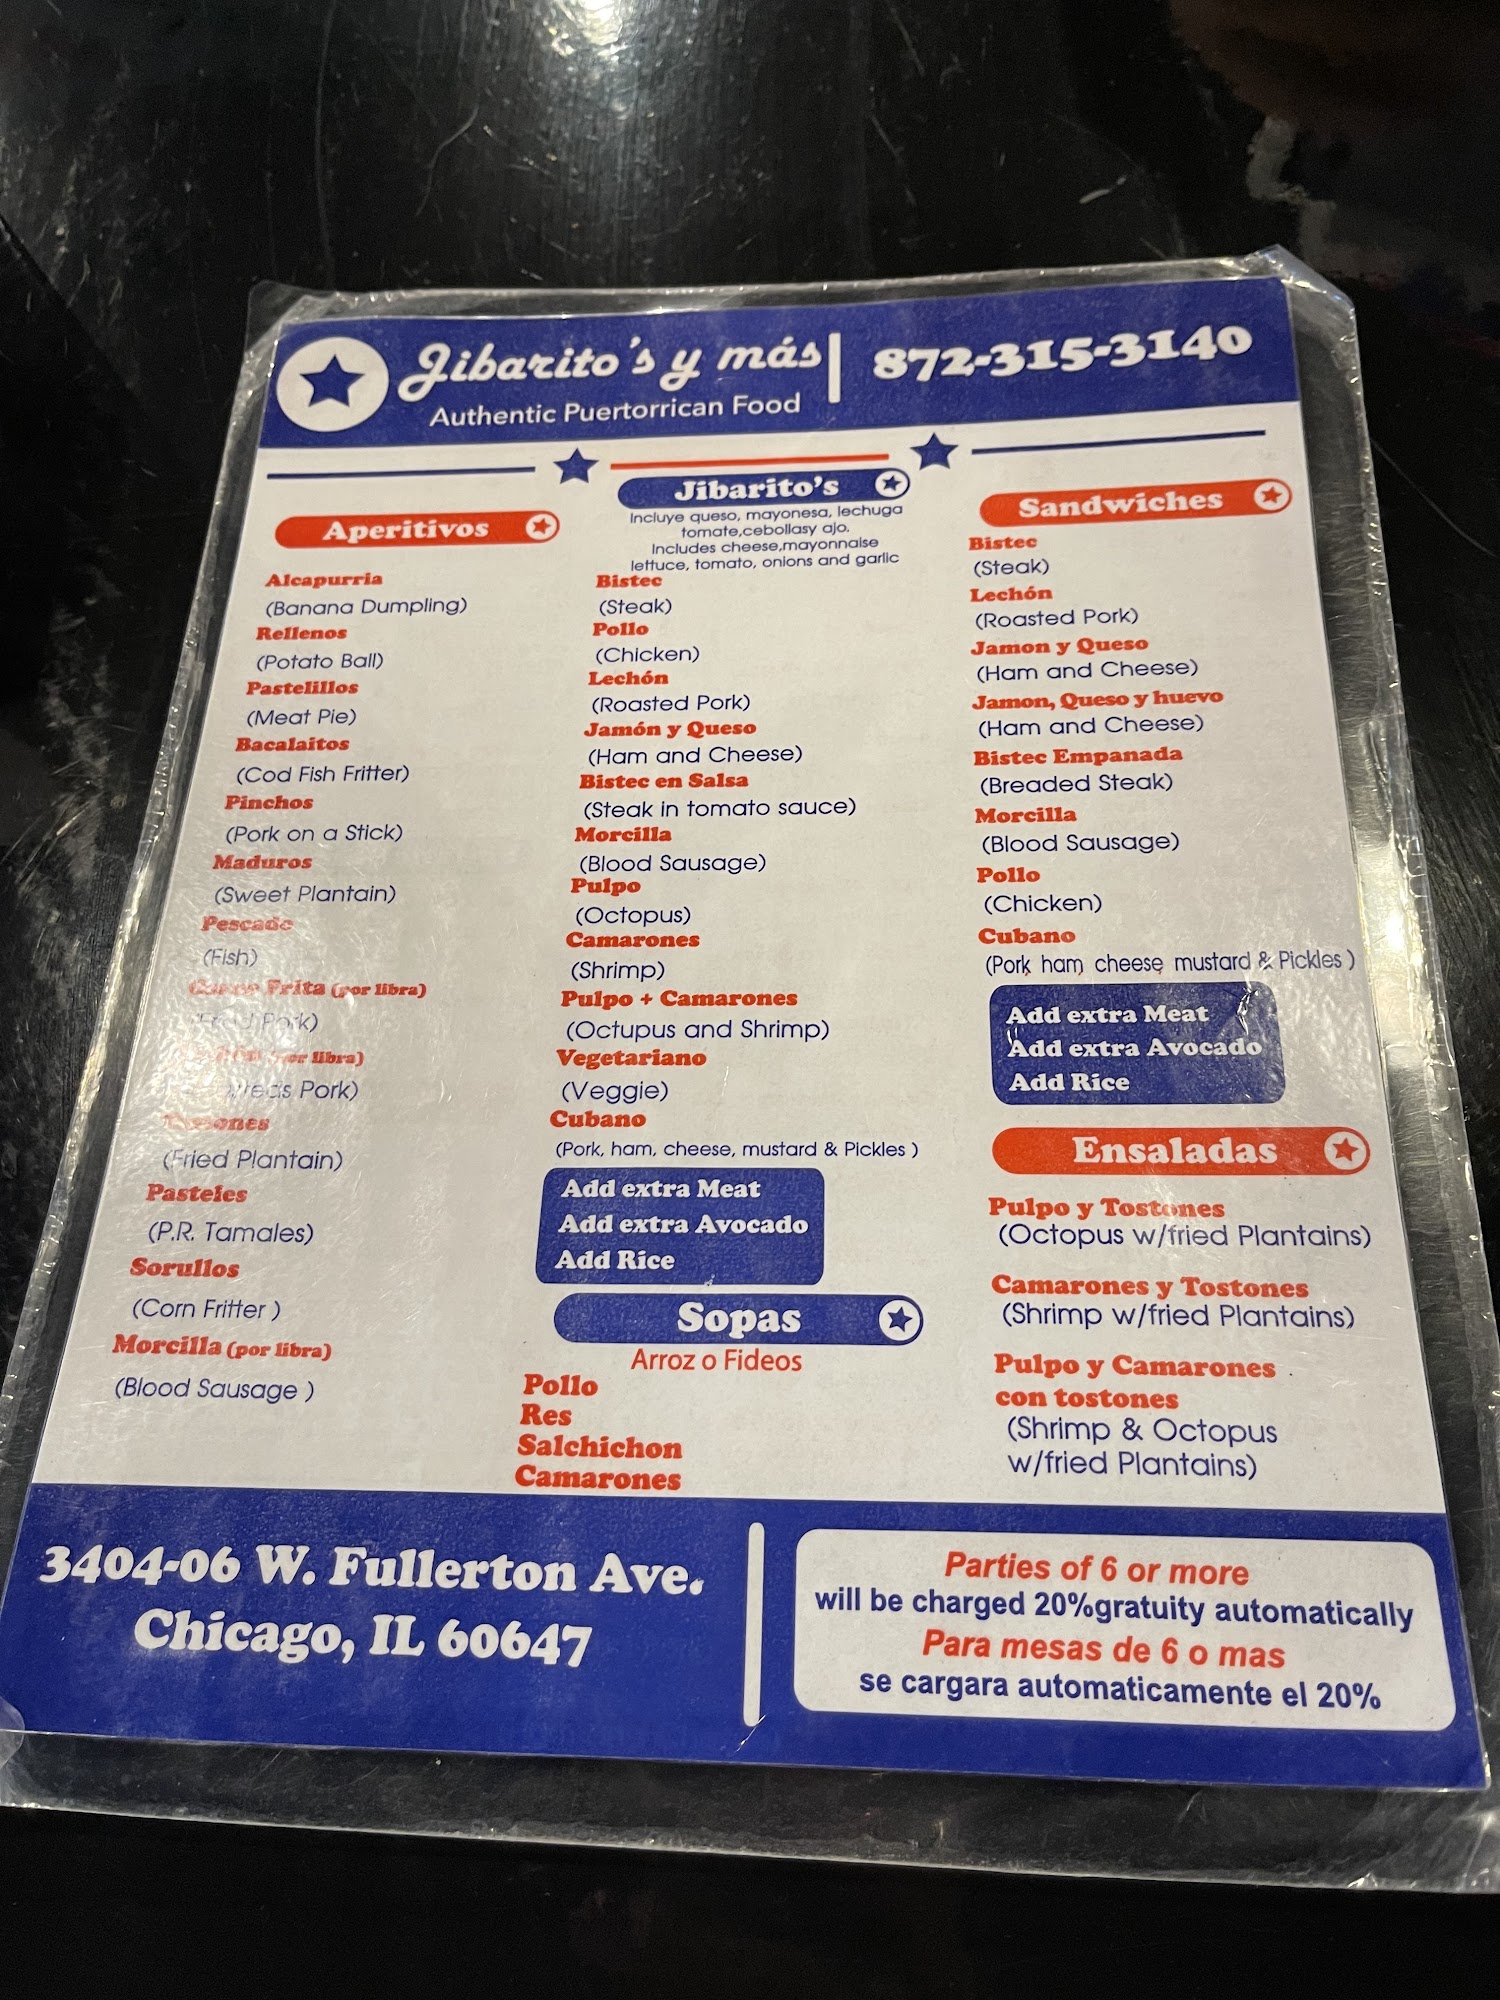 Jibarito's y más
Authentic Puertorrican Food
872-315-3140
Aperitivos
Alcapurria
(Banana Dumpling)
Rellenos
(Potato Ball)
Pastelillos
(Meat Pie)
Bacalaitos
(Cod Fish Fritter)
Pinchos
(Pork on a Stick)
Maduros
(Sweet Plantain)
Pescado
(Fish)
Frita (por libra)
Pork)
(por libra)
Pork)
(Fried Plantain)
Pasteles
(P.R. Tamales)
Sorullos
(Corn Fritter )
Morcilla (por libra)
(Blood Sausage )
Jibarito's
Incluye queso, mayonesa, lechuga
tomate,cebollasy ajo.
Includes cheese,mayonnaise
lettuce, tomato, onions and garlic
Bistec
(Steak)
Pollo
(Chicken)
Lechón
(Roasted Pork)
Jamón y Queso
(Ham and Cheese)
Bistec en Salsa
(Steak in tomato sauce)
Morcilla
(Blood Sausage)
Pulpo
(Octopus)
Camarones
(Shrimp)
Pulpo + Camarones
(Octupus and Shrimp)
Vegetariano
(Veggie)
Cubano
(Pork, ham, cheese, mustard & Pickles )
Add extra Meat
Add extra Avocado
Add Rice
Sopas
Arroz o Fideos
Pollo
Res
Salchichon
Camarones
Sandwiches
Bistec
(Steak)
Lechón
(Roasted Pork)
Jamon y Queso
(Ham and Cheese)
Jamon, Queso y huevo
(Ham and Cheese)
Bistec Empanada
(Breaded Steak)
Morcilla
(Blood Sausage)
Pollo
(Chicken)
Cubano
(Pork, ham, cheese, mustard & Pickles )
Add extra Meat
Add extra Avocado
Add Rice
Ensaladas
Pulpo y Tostones
(Octopus w/fried Plantains)
Camarones y Tostones
(Shrimp w/fried Plantains)
Pulpo y Camarones
con tostones
(Shrimp & Octopus
w/fried Plantains)
3404-06 W. Fullerton Ave.
Chicago, IL 60647
Parties of 6 or more
will be charged 20%gratuity automatically
Para mesas de 6 o mas
se cargara automaticamente el 20%